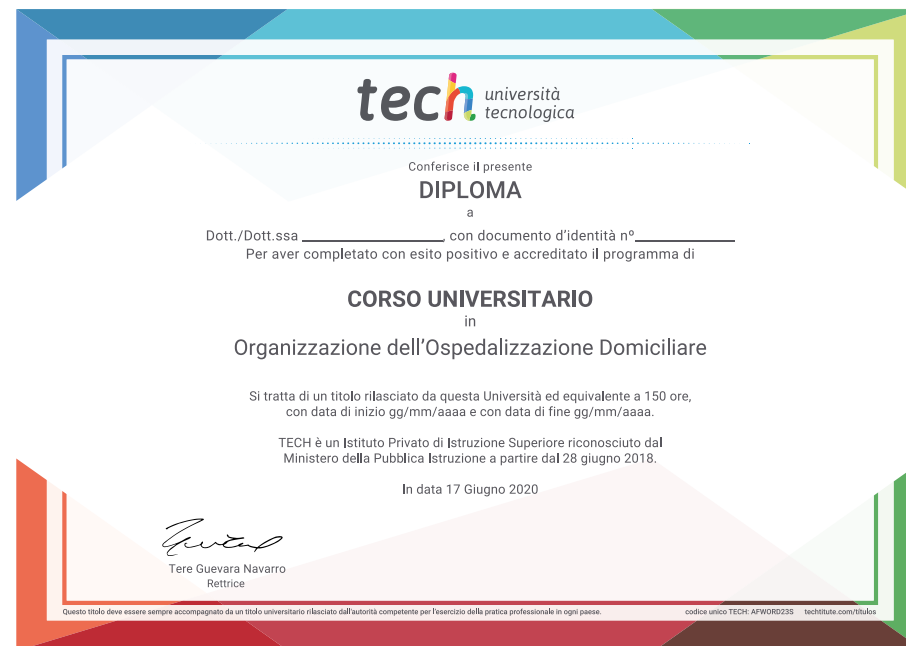 tech università
tecnologica
Conferisce il presente
DIPLOMA
a
Dott./Dott.ssa ____________________, con documento d'identità nº______________
Per aver completato con esito positivo e accreditato il programma di
CORSO UNIVERSITARIO
in
Organizzazione dell'Ospedalizzazione Domiciliare
Si tratta di un titolo rilasciato da questa Università ed equivalente a 150 ore,
con data di inizio gg/mm/aaaa e con data di fine gg/mm/aaaa.
TECH è un Istituto Privato di Istruzione Superiore riconosciuto dal
Ministero della Pubblica Istruzione a partire dal 28 giugno 2018.
In data 17 Giugno 2020
Tere Guevara Navarro
Rettrice
Questo titolo deve essere sempre accompagnato da un titolo universitario rilasciato dall'autorità competente per l'esercizio della pratica professionale in ogni paese. codice unico TECH: AFWORD23S techtitute.com/titulos